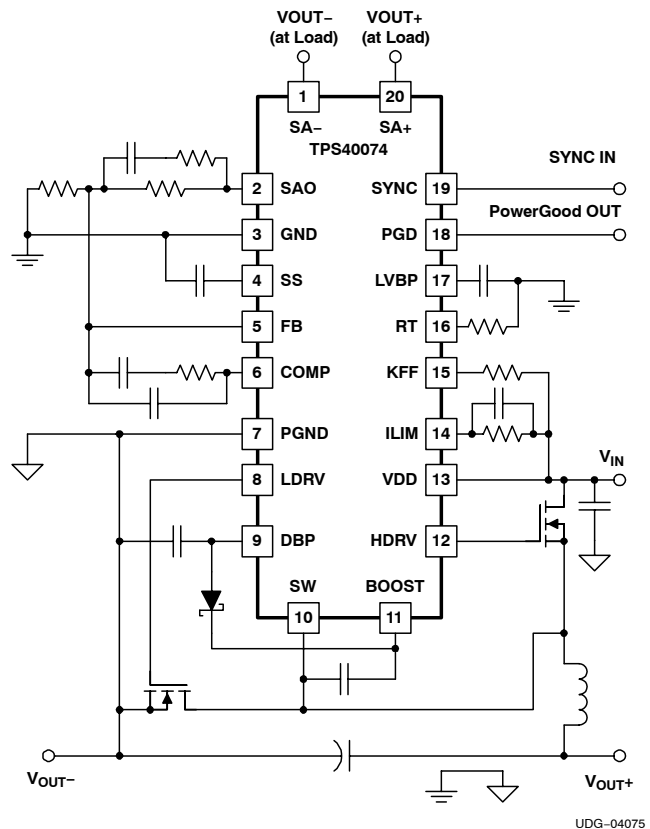 VOUT− VOUT+
(at Load) (at Load)
1 20
SA− SA+
TPS40074
SYNC IN
2 SAO SYNC 19
PowerGood OUT
3 GND PGD 18
4 SS LVBP 17
5 FB RT 16
6 COMP KFF 15
7 PGND ILIM 14
VIN
8 LDRV VDD 13
9 DBP HDRV 12
SW BOOST
10 11
VOUT− VOUT+
UDG−04075